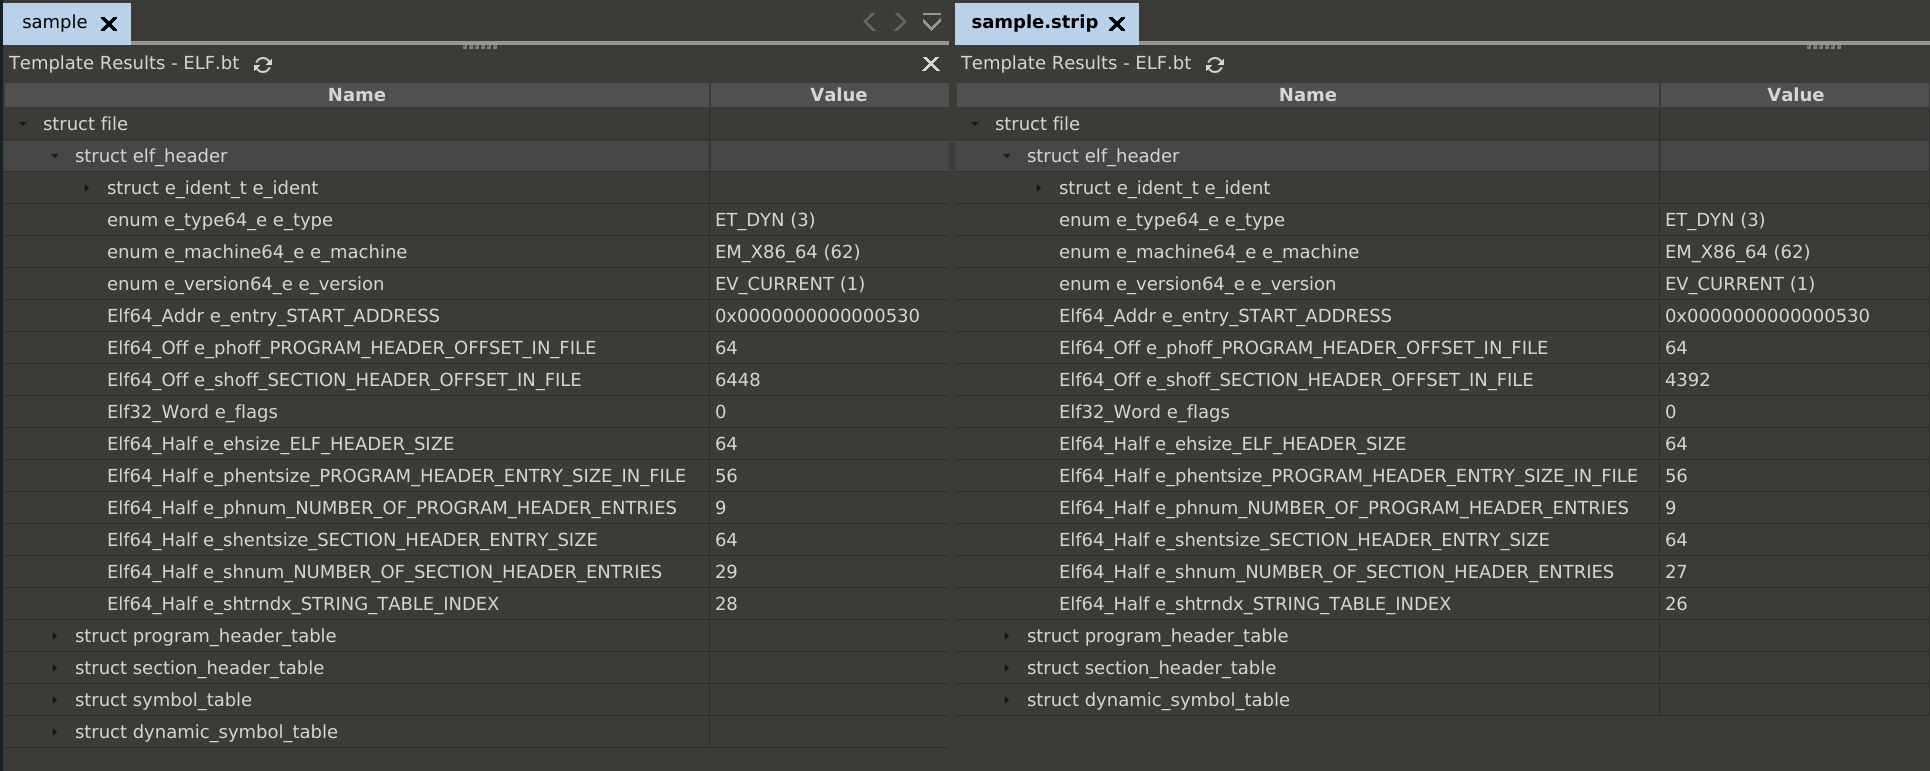 sample
Template Results - ELF.bt
Name Value
struct file
struct elf_header
struct e_ident_t e_ident
enum e_type64_e e_type ET_DYN (3)
enum e_machine64_e e_machine EM_X86_64 (62)
enum e_version64_e e_version EV_CURRENT (1)
Elf64_Addr e_entry_START_ADDRESS 0x0000000000000530
Elf64_Off e_phoff_PROGRAM_HEADER_OFFSET_IN_FILE 64
Elf64_Off e_shoff_SECTION_HEADER_OFFSET_IN_FILE 6448
Elf32_Word e_flags 0
Elf64_Half e_ehsize_ELF_HEADER_SIZE 64
Elf64_Half e_phentsize_PROGRAM_HEADER_ENTRY_SIZE_IN_FILE 56
Elf64_Half e_phnum_NUMBER_OF_PROGRAM_HEADER_ENTRIES 9
Elf64_Half e_shentsize_SECTION_HEADER_ENTRY_SIZE 64
Elf64_Half e_shnum_NUMBER_OF_SECTION_HEADER_ENTRIES 29
Elf64_Half e_shtrndx_STRING_TABLE_INDEX 28
struct program_header_table
struct section_header_table
struct symbol_table
struct dynamic_symbol_table
sample.strip
Template Results - ELF.bt
Name Value
struct file
struct elf_header
struct e_ident_t e_ident
enum e_type64_e e_type ET_DYN (3)
enum e_machine64_e e_machine EM_X86_64 (62)
enum e_version64_e e_version EV_CURRENT (1)
Elf64_Addr e_entry_START_ADDRESS 0x0000000000000530
Elf64_Off e_phoff_PROGRAM_HEADER_OFFSET_IN_FILE 64
Elf64_Off e_shoff_SECTION_HEADER_OFFSET_IN_FILE 4392
Elf32_Word e_flags 0
Elf64_Half e_ehsize_ELF_HEADER_SIZE 64
Elf64_Half e_phentsize_PROGRAM_HEADER_ENTRY_SIZE_IN_FILE 56
Elf64_Half e_phnum_NUMBER_OF_PROGRAM_HEADER_ENTRIES 9
Elf64_Half e_shentsize_SECTION_HEADER_ENTRY_SIZE 64
Elf64_Half e_shnum_NUMBER_OF_SECTION_HEADER_ENTRIES 27
Elf64_Half e_shtrndx_STRING_TABLE_INDEX 26
struct program_header_table
struct section_header_table
struct dynamic_symbol_table